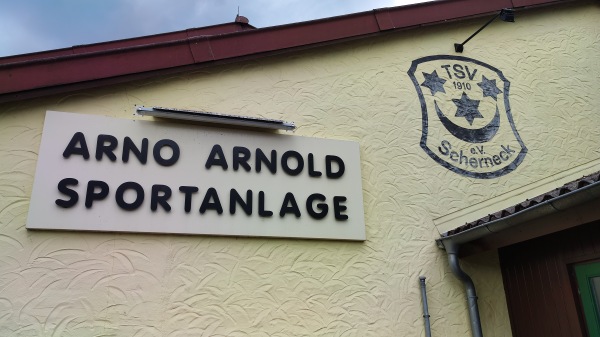 ARNO ARNOLD
SPORTANLAGE
TSV
1910
e.V.
Scherneck